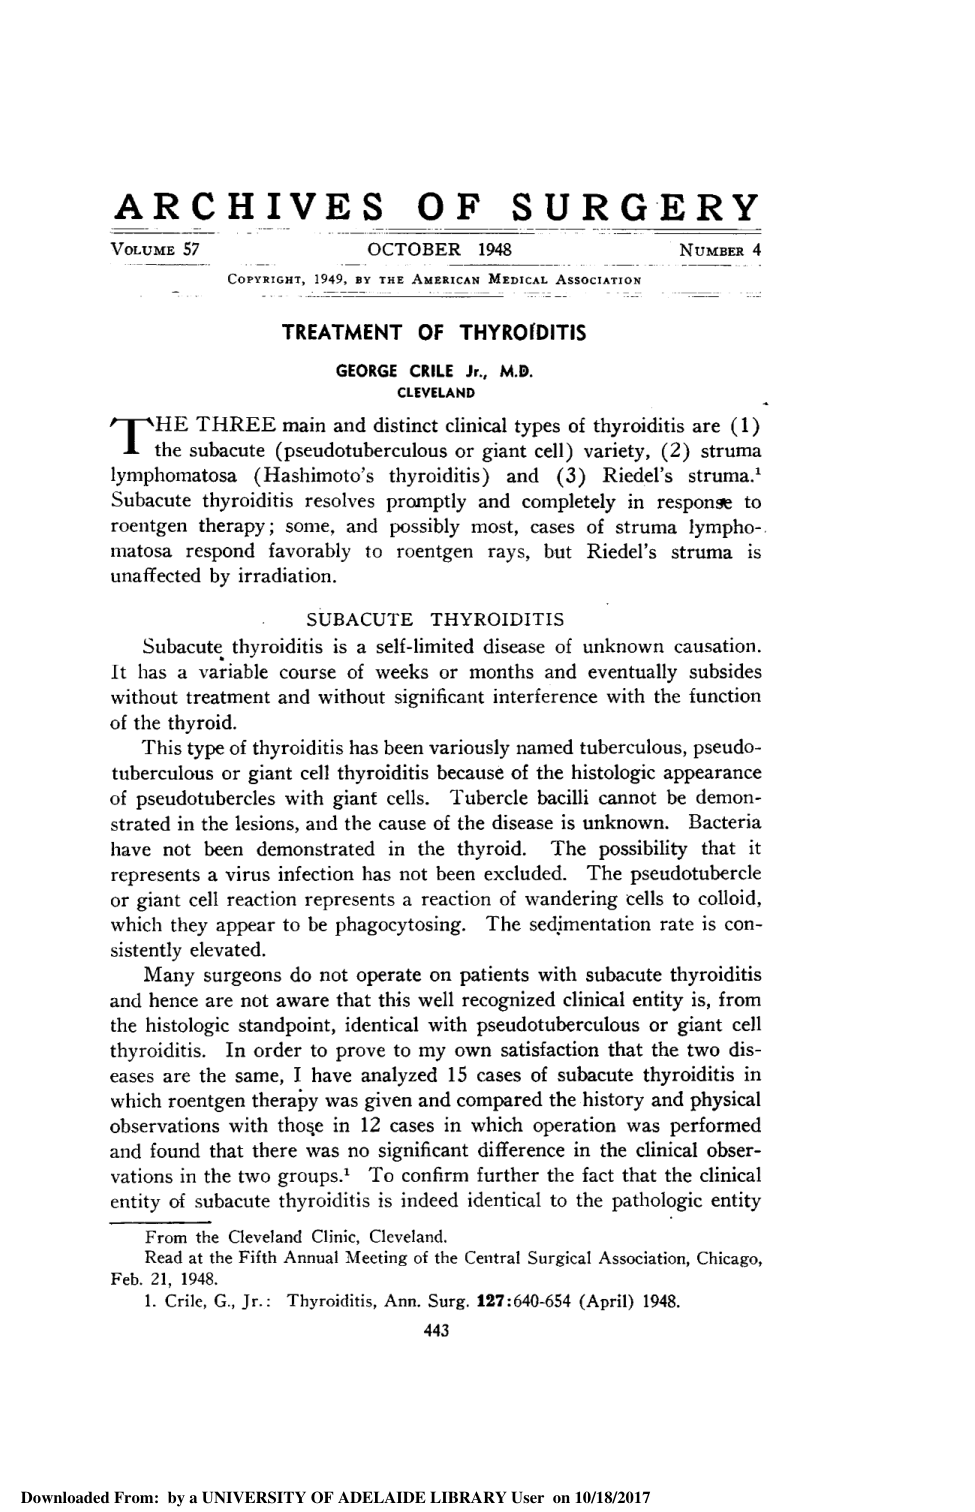 ARCHIVES OF SURGERY
VOLUME 57 OCTOBER 1948 NUMBER 4
COPYRIGHT, 1949, BY THE AMERICAN MEDICAL ASSOCIATION
TREATMENT OF THYROIDITIS
GEORGE CRILE Jr., M.D.
CLEVELAND
THE THREE main and distinct clinical types of thyroiditis are (1)
the subacute (pseudotuberculous or giant cell) variety, (2) struma
lymphomatosa (Hashimoto's thyroiditis) and (3) Riedel's struma.¹
Subacute thyroiditis resolves promptly and completely in response to
roentgen therapy; some, and possibly most, cases of struma lympho-
matosa respond favorably to roentgen rays, but Riedel's struma is
unaffected by irradiation.
SUBACUTE THYROIDITIS
Subacute thyroiditis is a self-limited disease of unknown causation.
It has a variable course of weeks or months and eventually subsides
without treatment and without significant interference with the function
of the thyroid.
This type of thyroiditis has been variously named tuberculous, pseudo-
tuberculous or giant cell thyroiditis because of the histologic appearance
of pseudotubercles with giant cells. Tubercle bacilli cannot be demon-
strated in the lesions, and the cause of the disease is unknown. Bacteria
have not been demonstrated in the thyroid. The possibility that it
represents a virus infection has not been excluded. The pseudotubercle
or giant cell reaction represents a reaction of wandering cells to colloid,
which they appear to be phagocytosing. The sedimentation rate is con-
sistently elevated.
Many surgeons do not operate on patients with subacute thyroiditis
and hence are not aware that this well recognized clinical entity is, from
the histologic standpoint, identical with pseudotuberculous or giant cell
thyroiditis. In order to prove to my own satisfaction that the two dis-
eases are the same, I have analyzed 15 cases of subacute thyroiditis in
which roentgen therapy was given and compared the history and physical
observations with those in 12 cases in which operation was performed
and found that there was no significant difference in the clinical obser-
vations in the two groups.¹ To confirm further the fact that the clinical
entity of subacute thyroiditis is indeed identical to the pathologic entity
From the Cleveland Clinic, Cleveland.
Read at the Fifth Annual Meeting of the Central Surgical Association, Chicago,
Feb. 21, 1948.
1. Crile, G., Jr.: Thyroiditis, Ann. Surg. 127:640-654 (April) 1948.
443
Downloaded From: by a UNIVERSITY OF ADELAIDE LIBRARY User on 10/18/2017